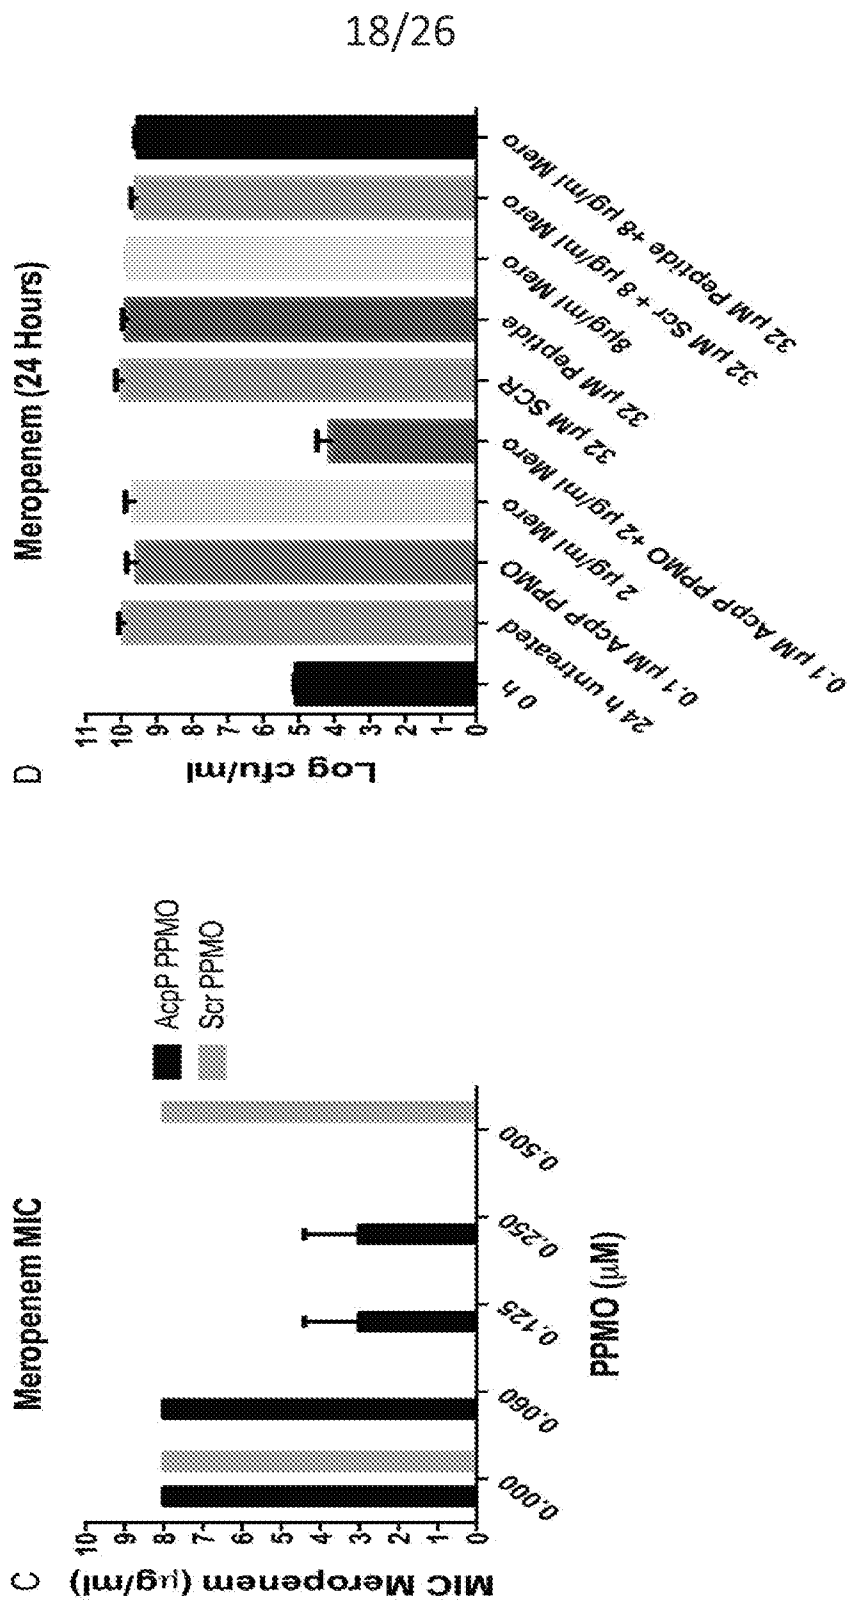 18/26
C
Meropenem MIC
MIC Meropenem (µg/ml)
10
9
8
7
6
5
4
3
2
1
0
0.000
0.060
0.125
0.250
0.500
PPMO (µM)
AcpP PPMO
Scr PPMO
D
Meropenem (24 Hours)
Log cfu/ml
11
10
9
8
7
6
5
4
3
2
1
0
0 h
24 h untreated
0.1 µM AcpP PPMO
2 µg/ml Mero
0.1 µM AcpP PPMO +2 µg/ml Mero
32 µM SCR
32 µM Peptide
8µg/ml Mero
32 µM Scr + 8 µg/ml Mero
32 µM Peptide +8 µg/ml Mero